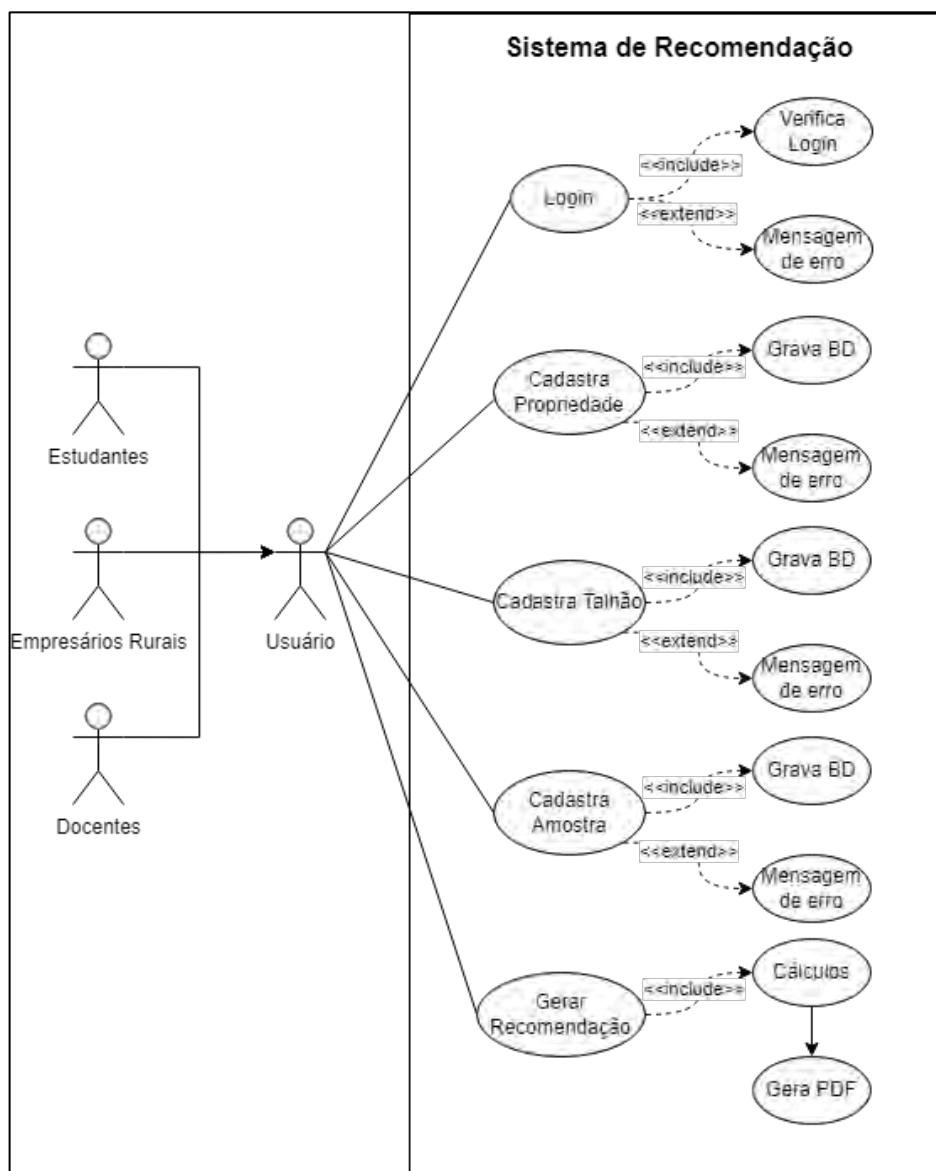 Sistema de Recomendação
Verifica
Login
<<include>>
Login
<<extend>>
Mensagem
de erro
Grava BD
<<include>>
Cadastra
Propriedade
<<extend>>
Mensagem
de erro
Estudantes
Grava BD
<<include>>
Cadastra Talhão
<<extend>>
Mensagem
de erro
Empresários Rurais
Usuário
Grava BD
<<include>>
Cadastra
Amostra
<<extend>>
Mensagem
de erro
Docentes
Cálculos
<<include>>
Gerar
Recomendação
Gera PDF